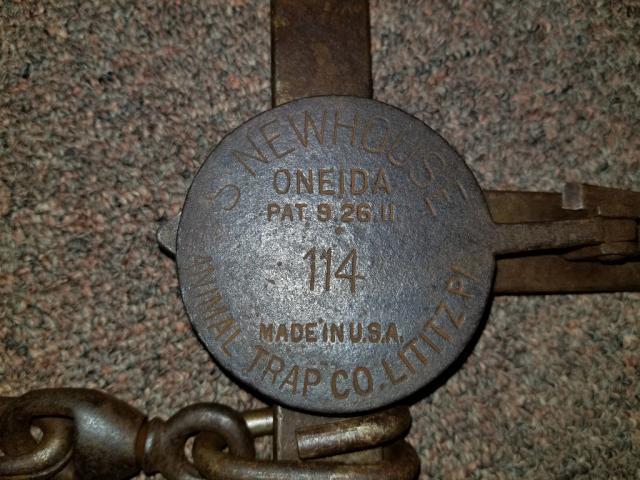 S. NEWHOUSE
ONEIDA
PAT. 9.26.11.
114
MADE IN U.S.A.
ANIMAL TRAP CO. LITITZ PA